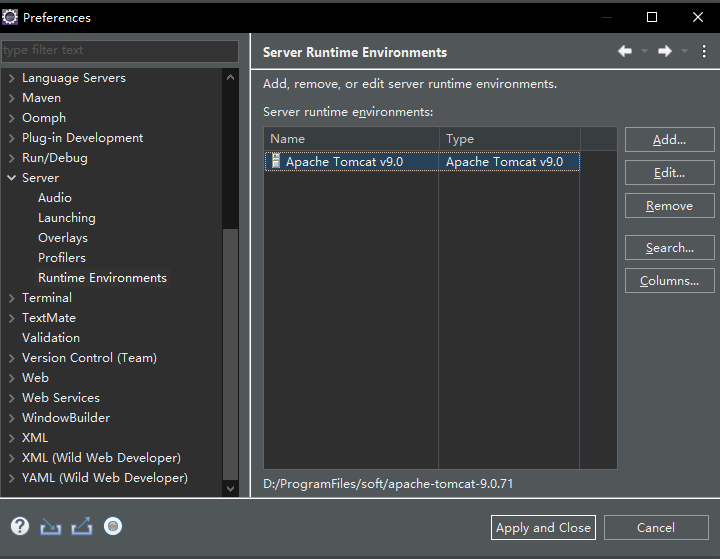 Preferences
type filter text
Language Servers
Maven
Oomph
Plug-in Development
Run/Debug
Server
Audio
Launching
Overlays
Profilers
Runtime Environments
Terminal
TextMate
Validation
Version Control (Team)
Web
Web Services
WindowBuilder
XML
XML (Wild Web Developer)
YAML (Wild Web Developer)
Server Runtime Environments
Add, remove, or edit server runtime environments.
Server runtime environments:
Name Type
Apache Tomcat v9.0 Apache Tomcat v9.0
Add...
Edit...
Remove
Search...
Columns...
D:/ProgramFiles/soft/apache-tomcat-9.0.71
Apply and Close Cancel